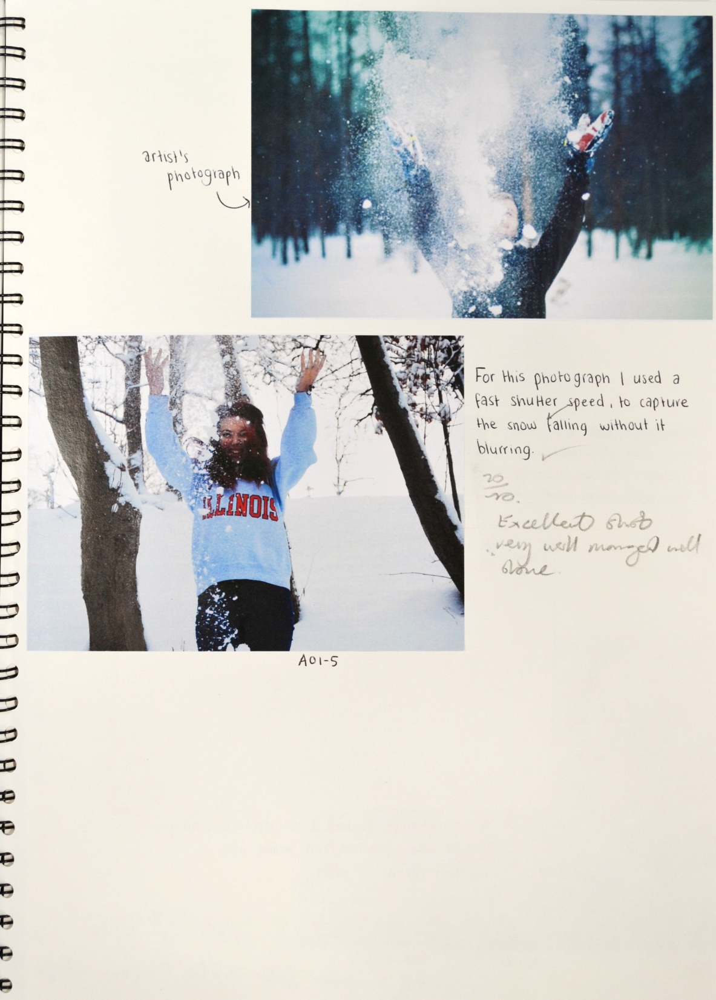 artist's
photograph
ILLINOIS
For this photograph I used a
fast shutter speed, to capture
the snow falling without it
blurring.
20
20.
Excellent shot
very well managed well
done.
A01-5